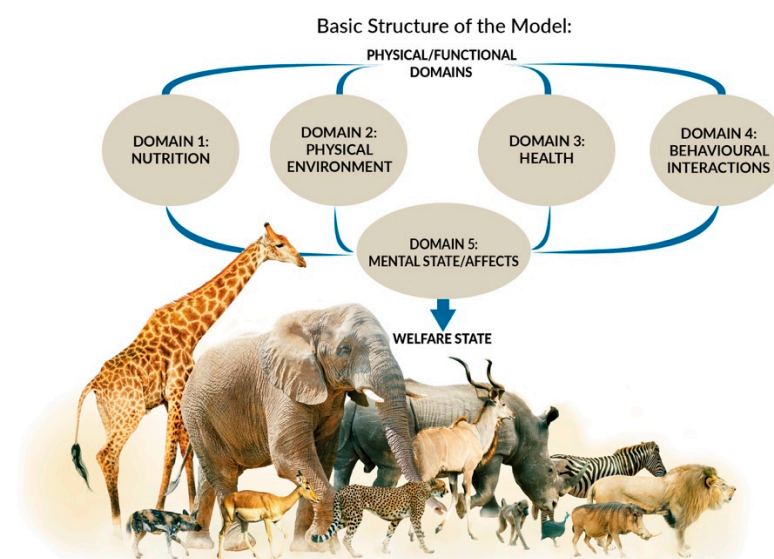 Basic Structure of the Model:
PHYSICAL/FUNCTIONAL
DOMAINS
DOMAIN 1:
NUTRITION
DOMAIN 2:
PHYSICAL
ENVIRONMENT
DOMAIN 3:
HEALTH
DOMAIN 4:
BEHAVIOURAL
INTERACTIONS
DOMAIN 5:
MENTAL STATE/AFFECTS
WELFARE STATE